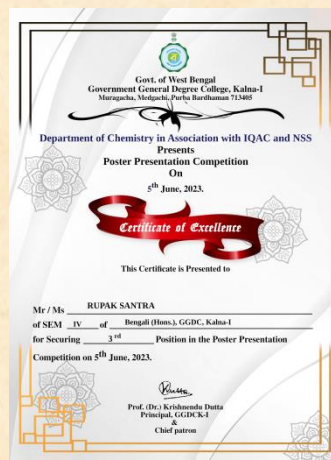 Govt. of West Bengal
Government General Degree College, Kalna-I
Muragacha, Medgachi, Purba Bardhaman 713405
Department of Chemistry in Association with IQAC and NSS
Presents
Poster Presentation Competition
On
5th June, 2023.
Certificate of Excellence
This Certificate is Presented to
Mr / Ms RUPAK SANTRA
of SEM IV of Bengali (Hons.), GGDC, Kalna-I
for Securing 3rd Position in the Poster Presentation
Competition on 5th June, 2023.
Prof. (Dr.) Krishnendu Dutta
Principal, GGDCK-I
&
Chief patron